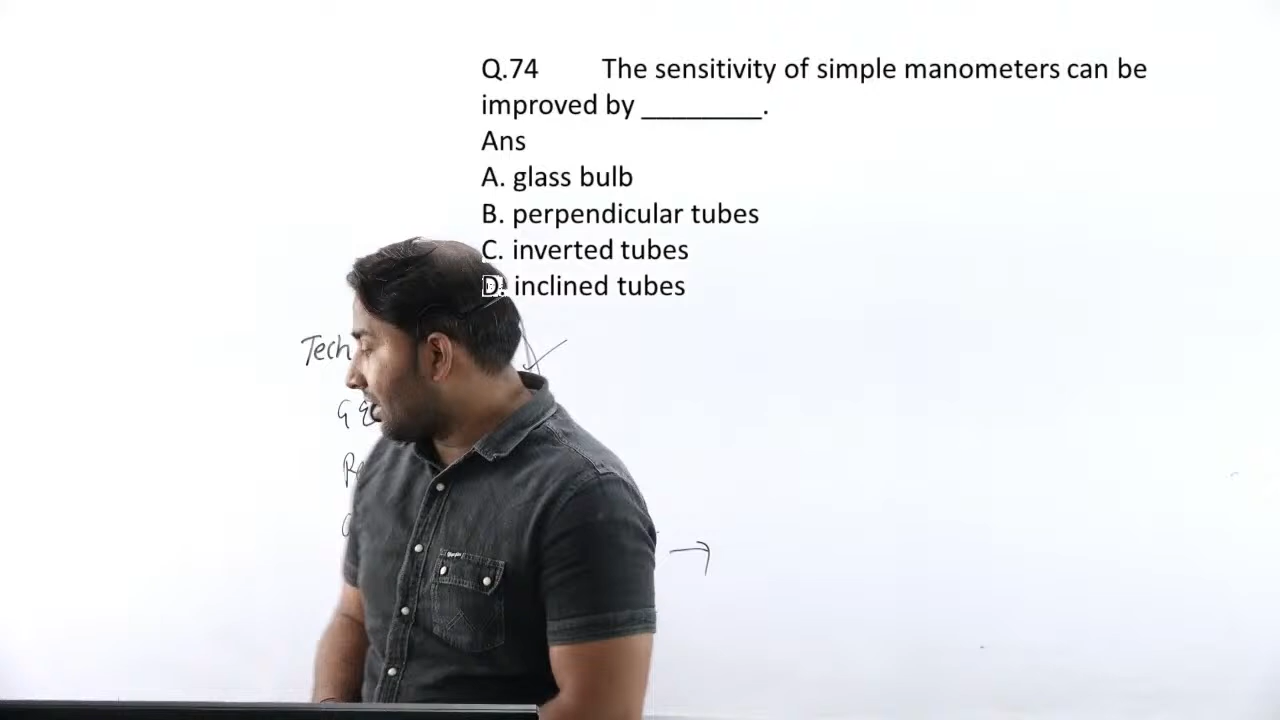 Q.74 The sensitivity of simple manometers can be
improved by ________.
Ans
A. glass bulb
B. perpendicular tubes
C. inverted tubes
D. inclined tubes
Tech
G